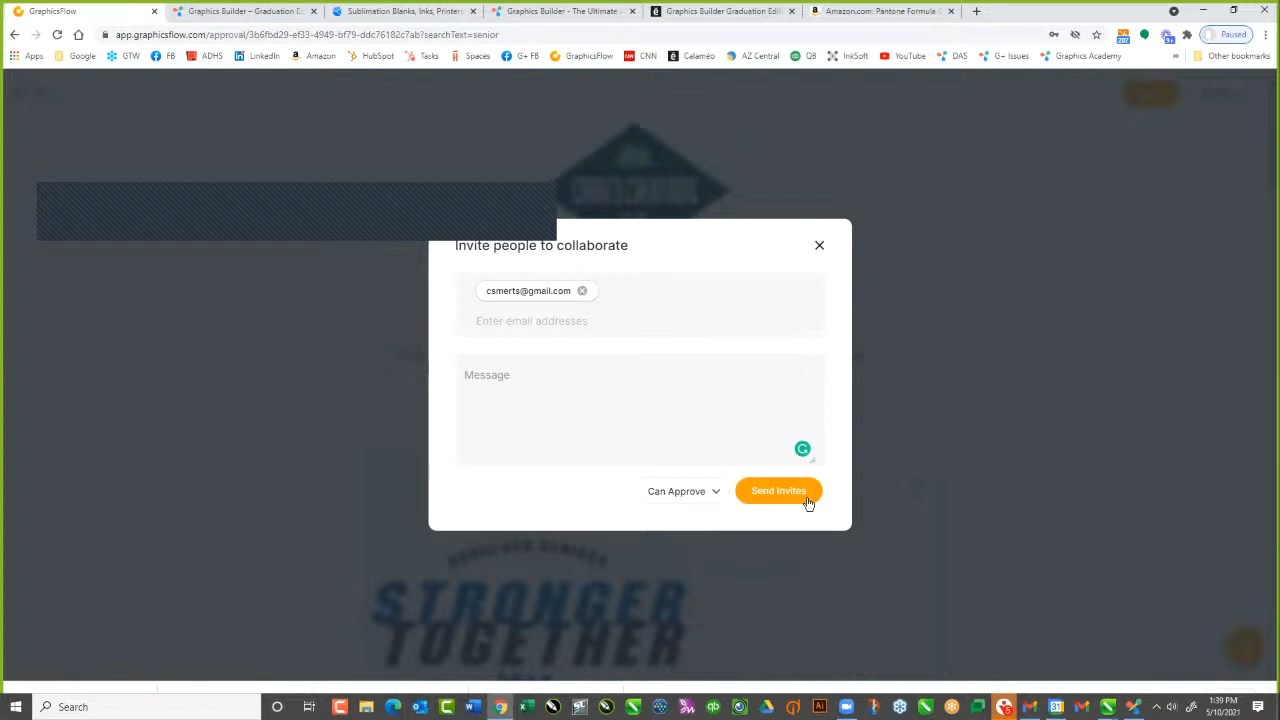 GraphicsFlow
Graphics Builder – Graduation E
Sublimation Blanks, Inks, Printers
Graphics Builder - The Ultimate A
Graphics Builder Graduation Edit
Amazon.com: Pantone Formula G
app.graphicsflow.com/approval/3b6fbd29-ef33-4949-bf79-ddc76182c7ab?searchText=senior
207
9+
Paused
Apps
Google
GTW
FB
ADHS
LinkedIn
Amazon
HubSpot
Tasks
Spaces
G+ FB
GraphicsFlow
CNN
Calaméo
AZ Central
QB
InkSoft
YouTube
DAS
G+ Issues
Graphics Academy
»
Other bookmarks
Invite people to collaborate
csmerts@gmail.com
Enter email addresses
Message
Can Approve
Send Invites
STRONGER
TOGETHER
Search
1:39 PM
5/10/2021